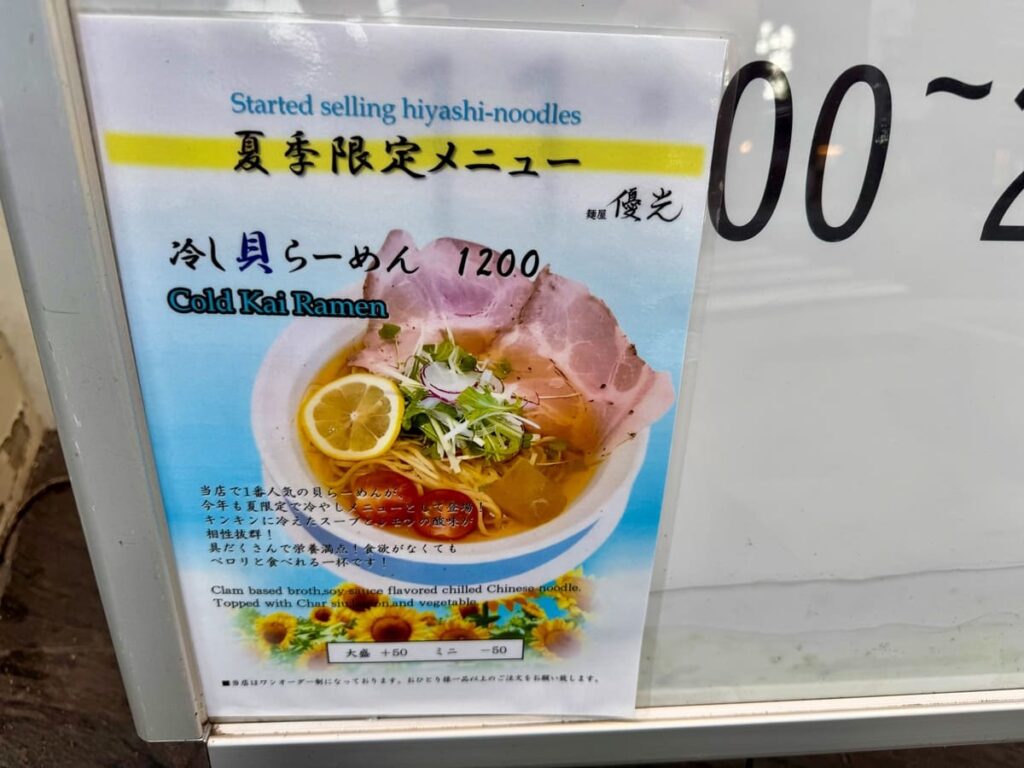 Started selling hiyashi-noodles
夏季限定メニュー
麺屋 優光
冷し貝らーめん 1200
Cold Kai Ramen
当店で1番人気の貝らーめんが、
今年も夏限定で冷やしメニューとして登場!
キンキンに冷えたスープとレモンの酸味が
相性抜群!
具だくさんで栄養満点!食欲がなくても
ペロリと食べれる一杯です!
Clam based broth,soy sauce flavored chilled Chinese noodle.
Topped with Char siu and vegetable
大盛 +50 ミニ -50
■当店はワンオーダー制になっております。おひとり様一品以上のご注文をお願い致します。
00~2